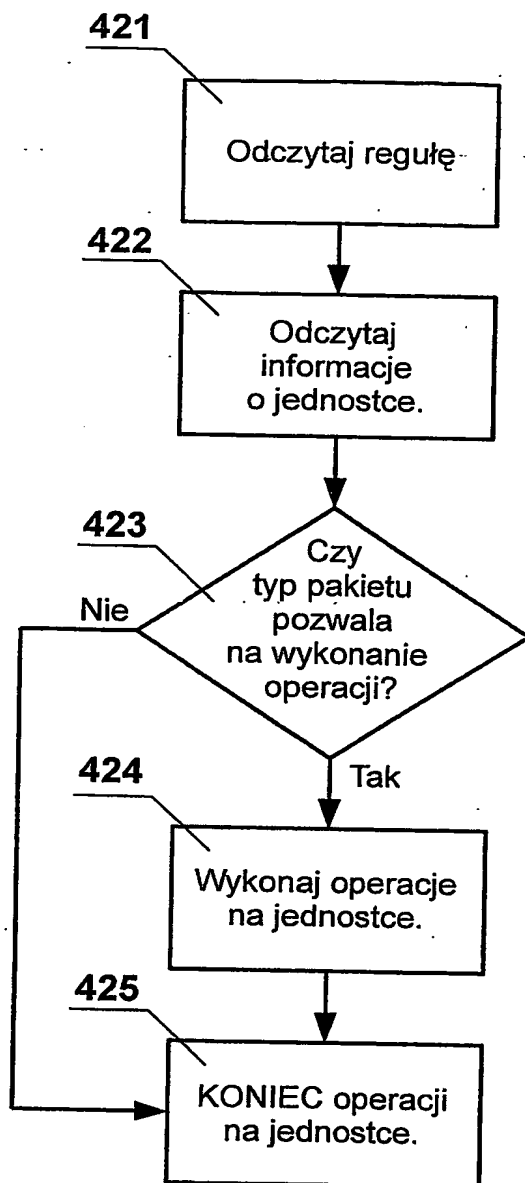 421
Odczytaj regułę
422
Odczytaj
informacje
o jednostce.
423
Czy
typ pakietu
pozwala
na wykonanie
operacji?
Nie
Tak
424
Wykonaj operacje
na jednostce.
425
KONIEC operacji
na jednostce.